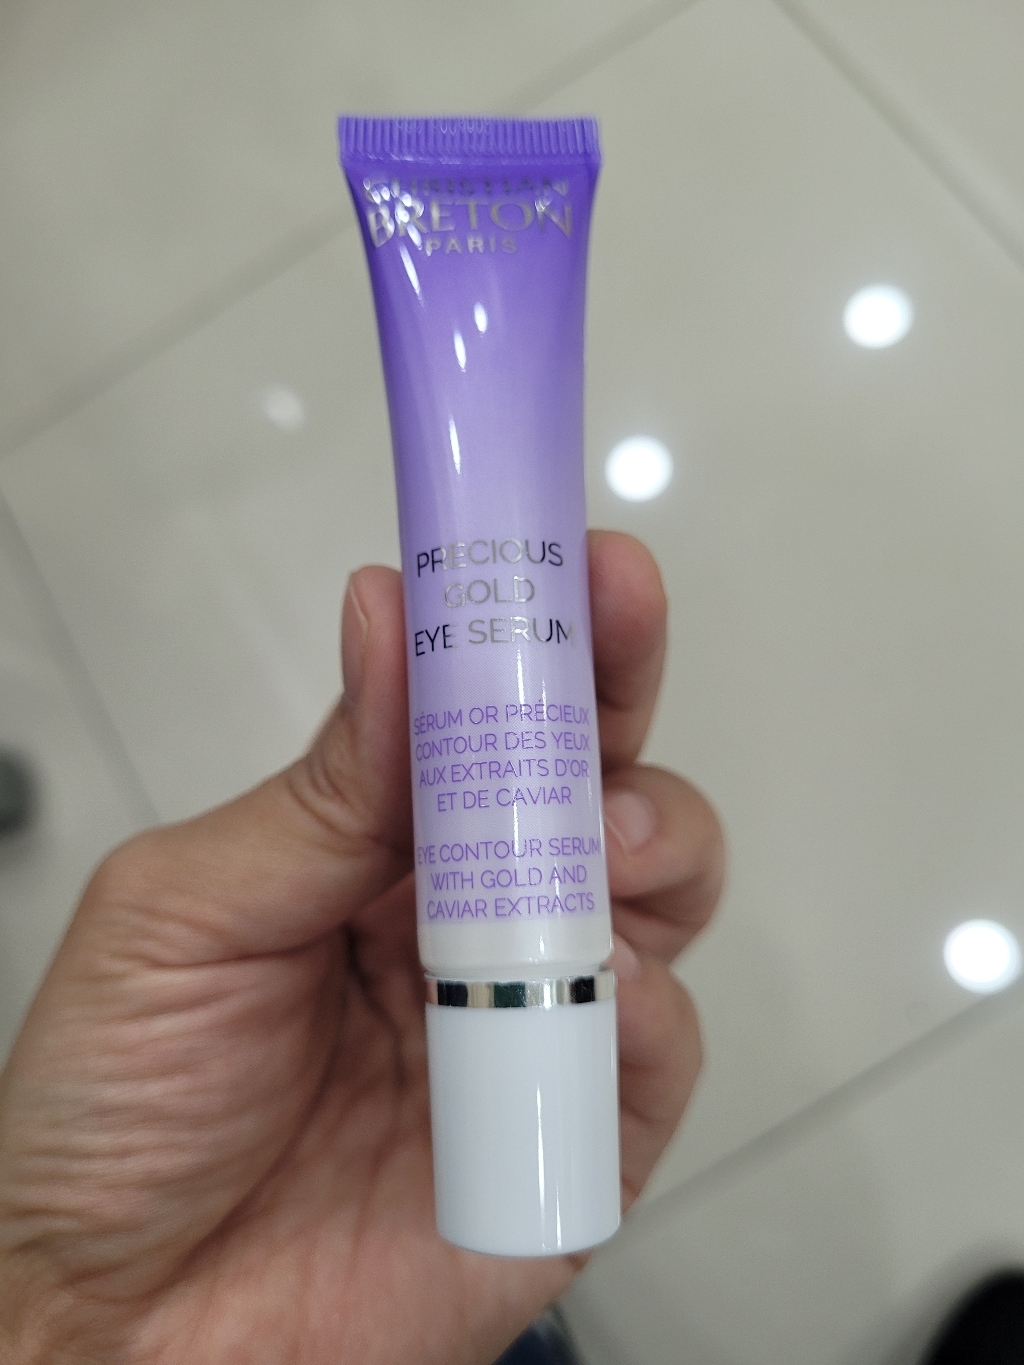 CHRISTIAN
BRETON
PARIS
PRECIOUS
GOLD
EYE SERUM
SÉRUM OR PRÉCIEUX
CONTOUR DES YEUX
AUX EXTRAITS D'OR
ET DE CAVIAR
EYE CONTOUR SERUM
WITH GOLD AND
CAVIAR EXTRACTS